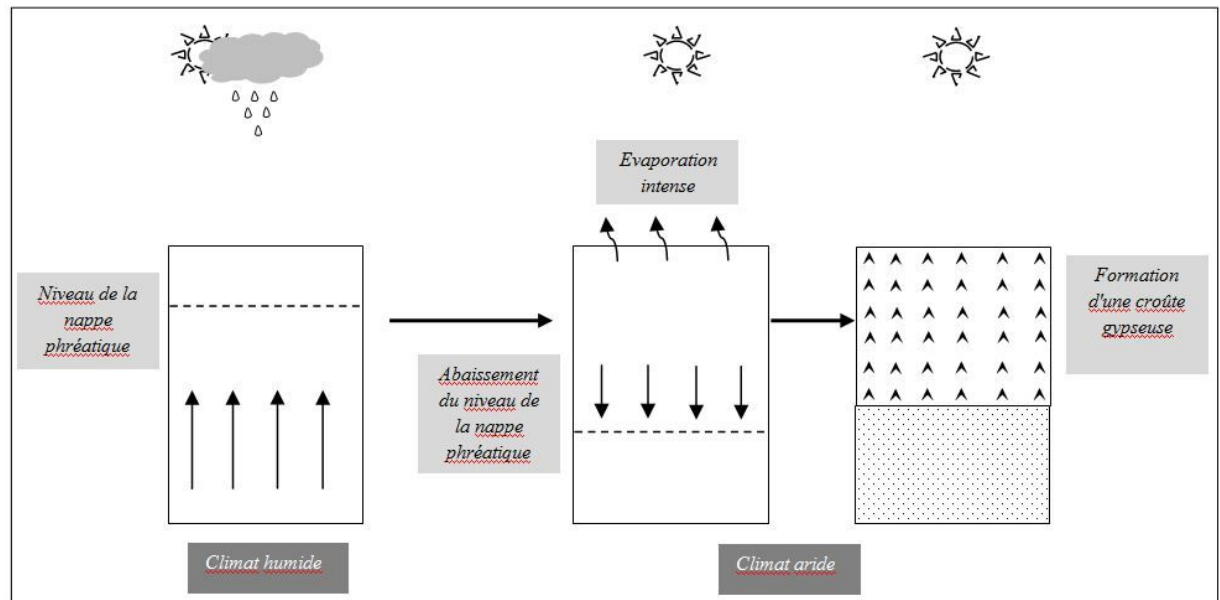 Evaporation
intense
Niveau de la
nappe
phréatique
Abaissement
du niveau de
la nappe
phréatique
Formation
d'une croûte
gypseuse
Climat humide
Climat aride